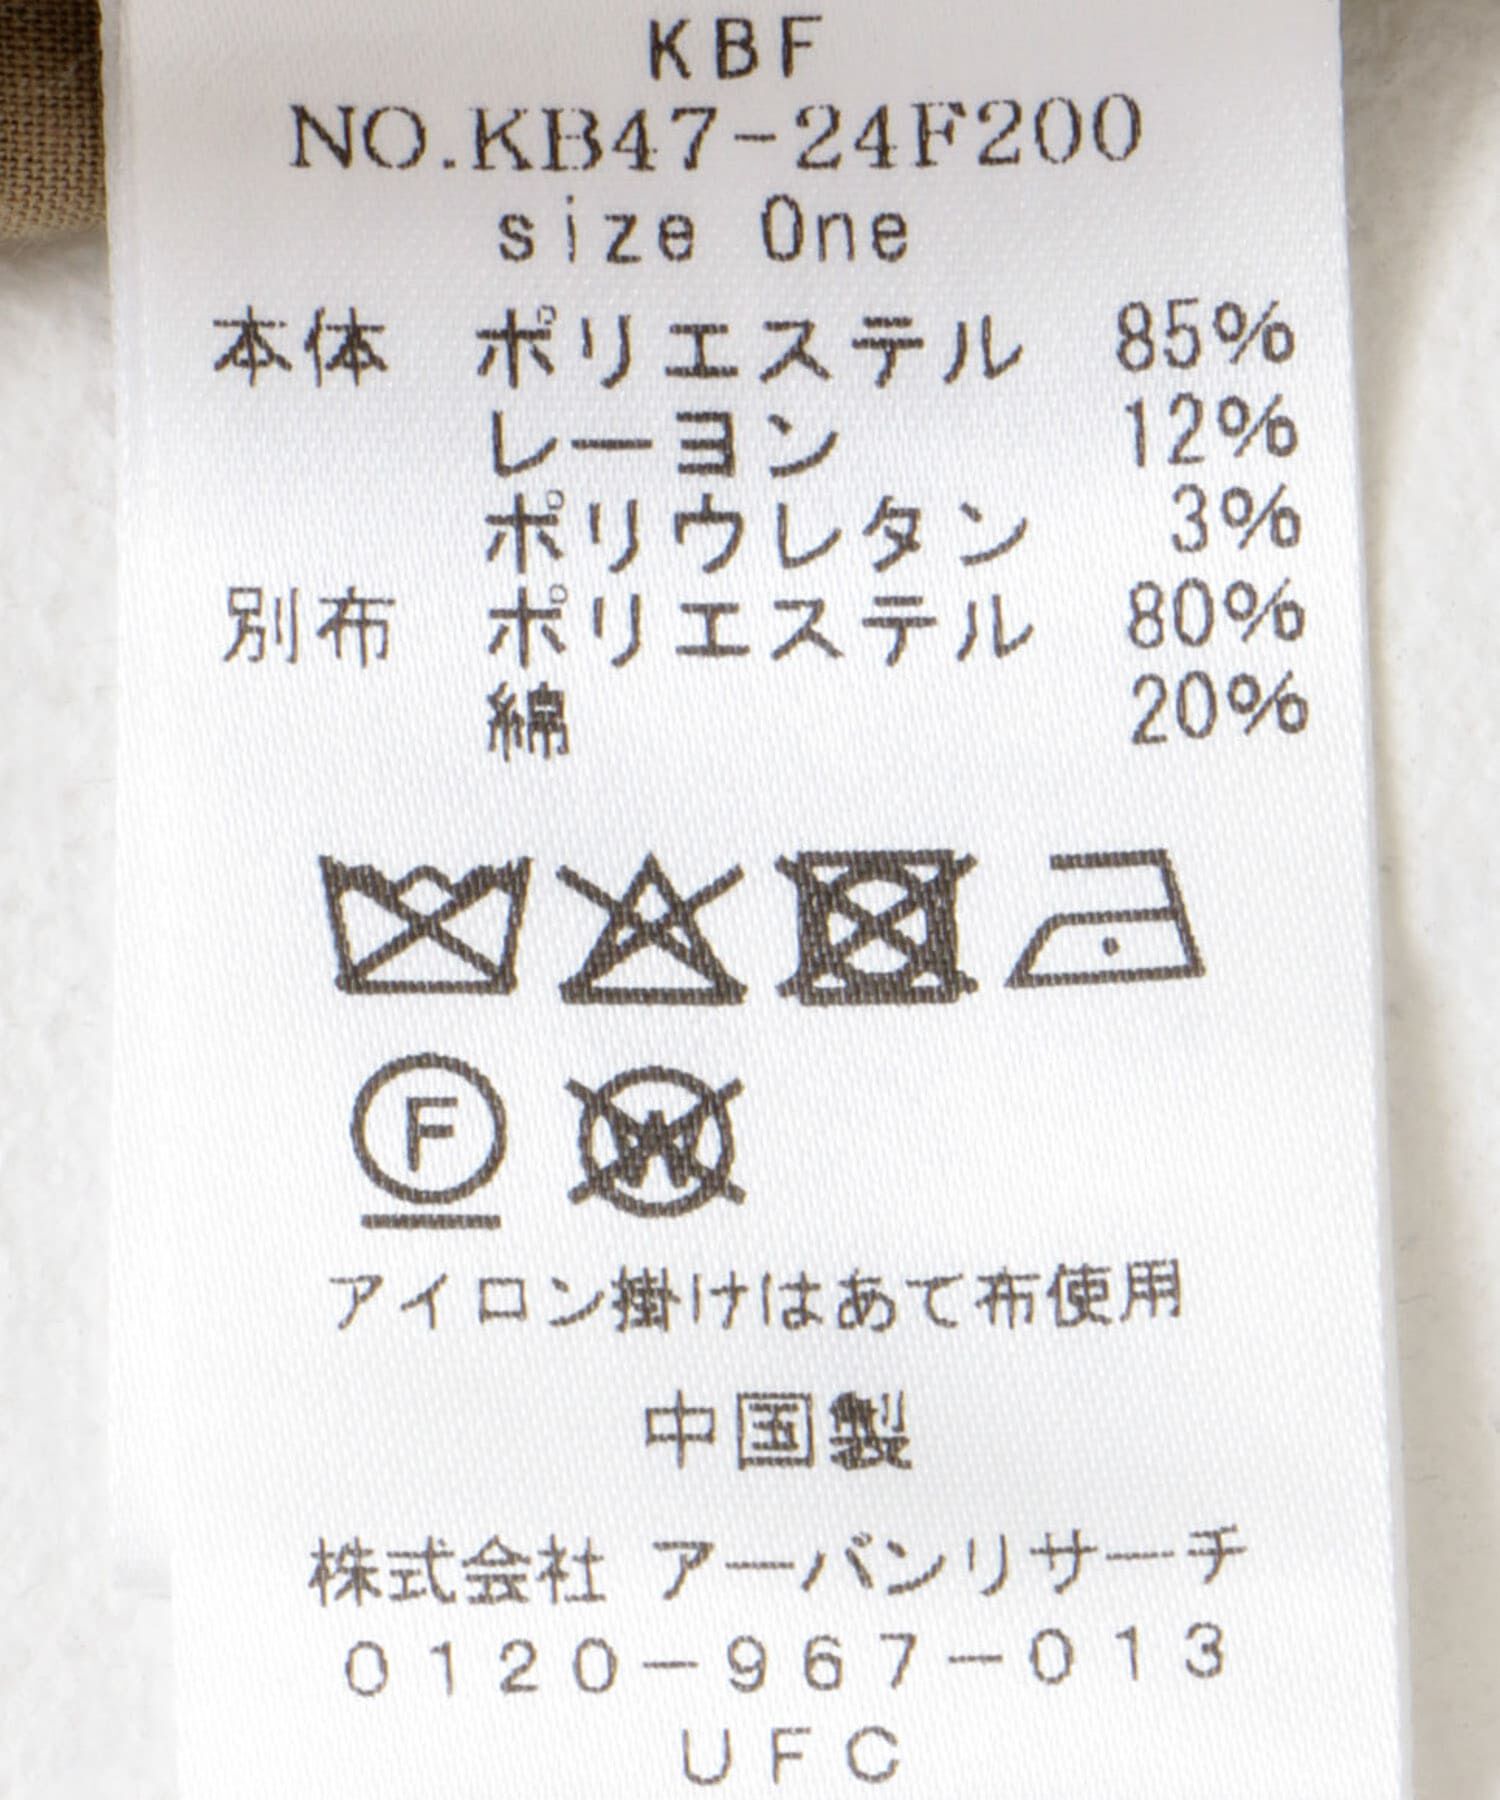 KBF
NO.KB47-24F200
size One
本体 ポリエステル 85%
レーヨン 12%
ポリウレタン 3%
別布 ポリエステル 80%
綿 20%
F
W
アイロン掛けはあて布使用
中国製
株式会社 アーバンリサーチ
0120-967-013
UFC